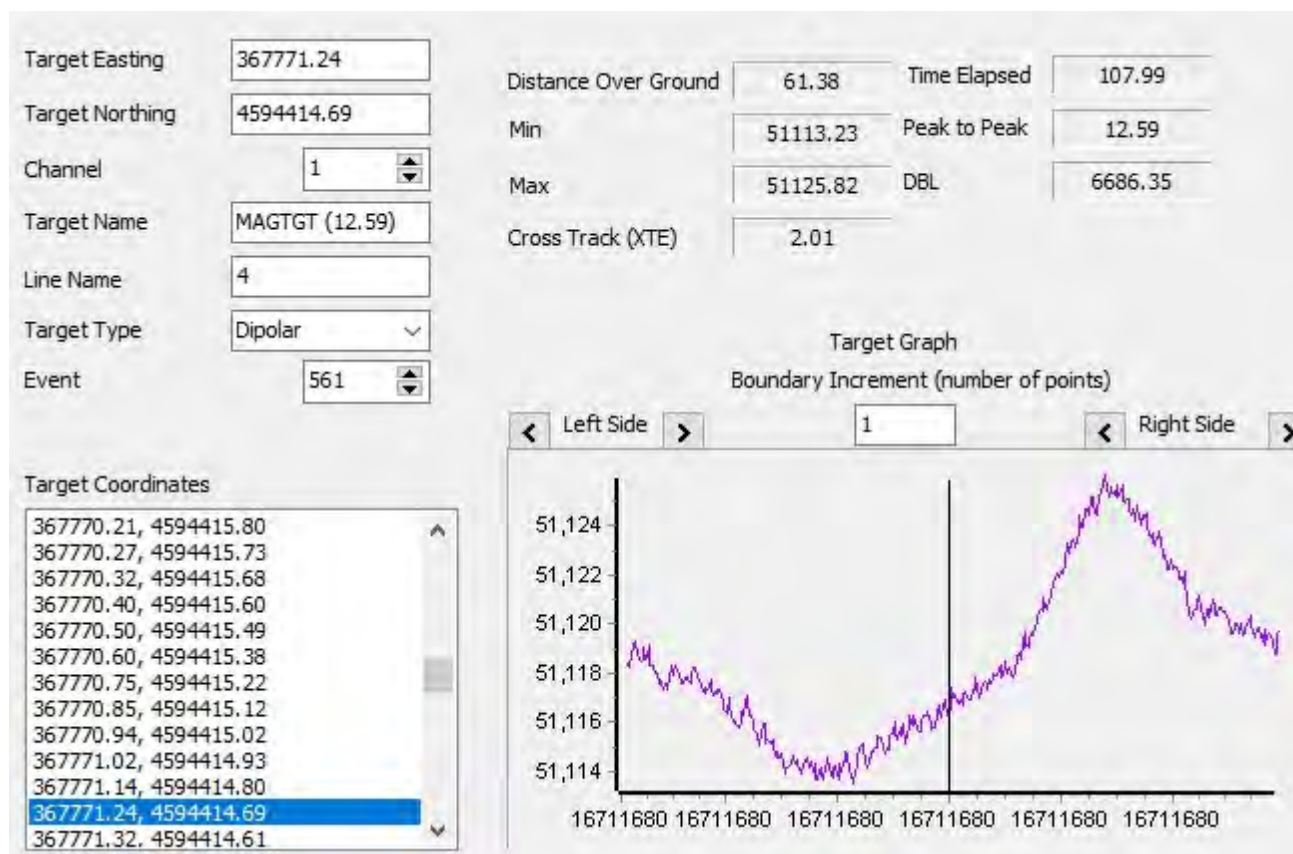 Target Easting 367771.24
Target Northing 4594414.69
Channel 1
Target Name MAGTGT (12.59)
Line Name 4
Target Type Dipolar
Event 561
Distance Over Ground 61.38 Time Elapsed 107.99
Min 51113.23 Peak to Peak 12.59
Max 51125.82 DBL 6686.35
Cross Track (XTE) 2.01
Target Graph
Boundary Increment (number of points)
< Left Side > 1 < Right Side >
Target Coordinates
367770.21, 4594415.80
367770.27, 4594415.73
367770.32, 4594415.68
367770.40, 4594415.60
367770.50, 4594415.49
367770.60, 4594415.38
367770.75, 4594415.22
367770.85, 4594415.12
367770.94, 4594415.02
367771.02, 4594414.93
367771.14, 4594414.80
367771.24, 4594414.69
367771.32, 4594414.61
51,124
51,122
51,120
51,118
51,116
51,114
16711680 16711680 16711680 16711680 16711680 16711680